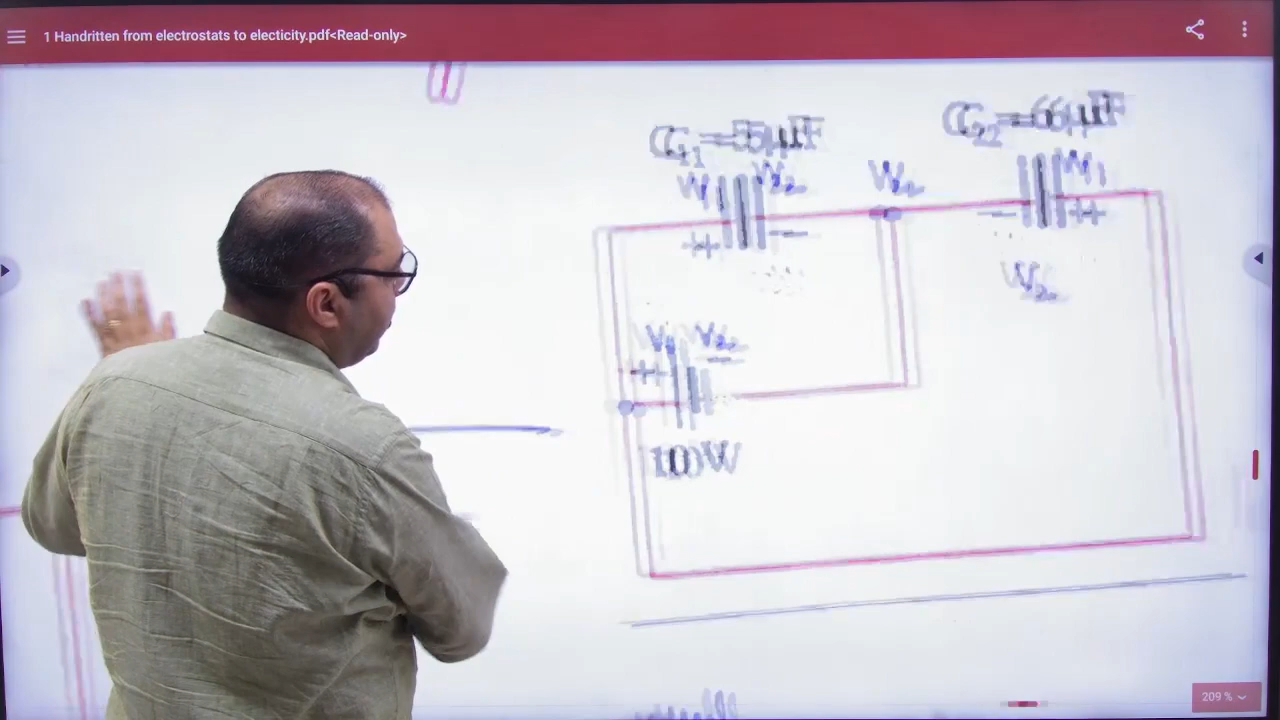 1 Handritten from electrostats to electicity.pdf<Read-only>
C₁ = 5μF
C₂ = 6μF
V₁
V₂
V₂
V₁
+
-
-
+
V₂
V₁
V₂
+
-
10V
209 %